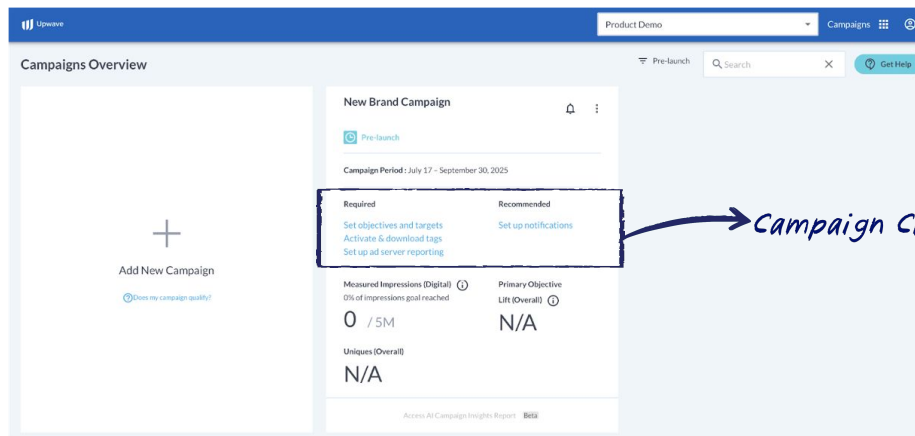 Upwave
Product Demo
Campaigns
Campaigns Overview
Pre-launch
Search
Get Help
New Brand Campaign
Pre-launch
Campaign Period : July 17 – September 30, 2025
Required
Recommended
Set objectives and targets
Set up notifications
Activate & download tags
Set up ad server reporting
Campaign
Add New Campaign
Does my campaign qualify?
Measured Impressions (Digital)
Primary Objective
0% of impressions goal reached
Lift (Overall)
0 / 5M
N/A
Uniques (Overall)
N/A
Access AI Campaign Insights Report Beta